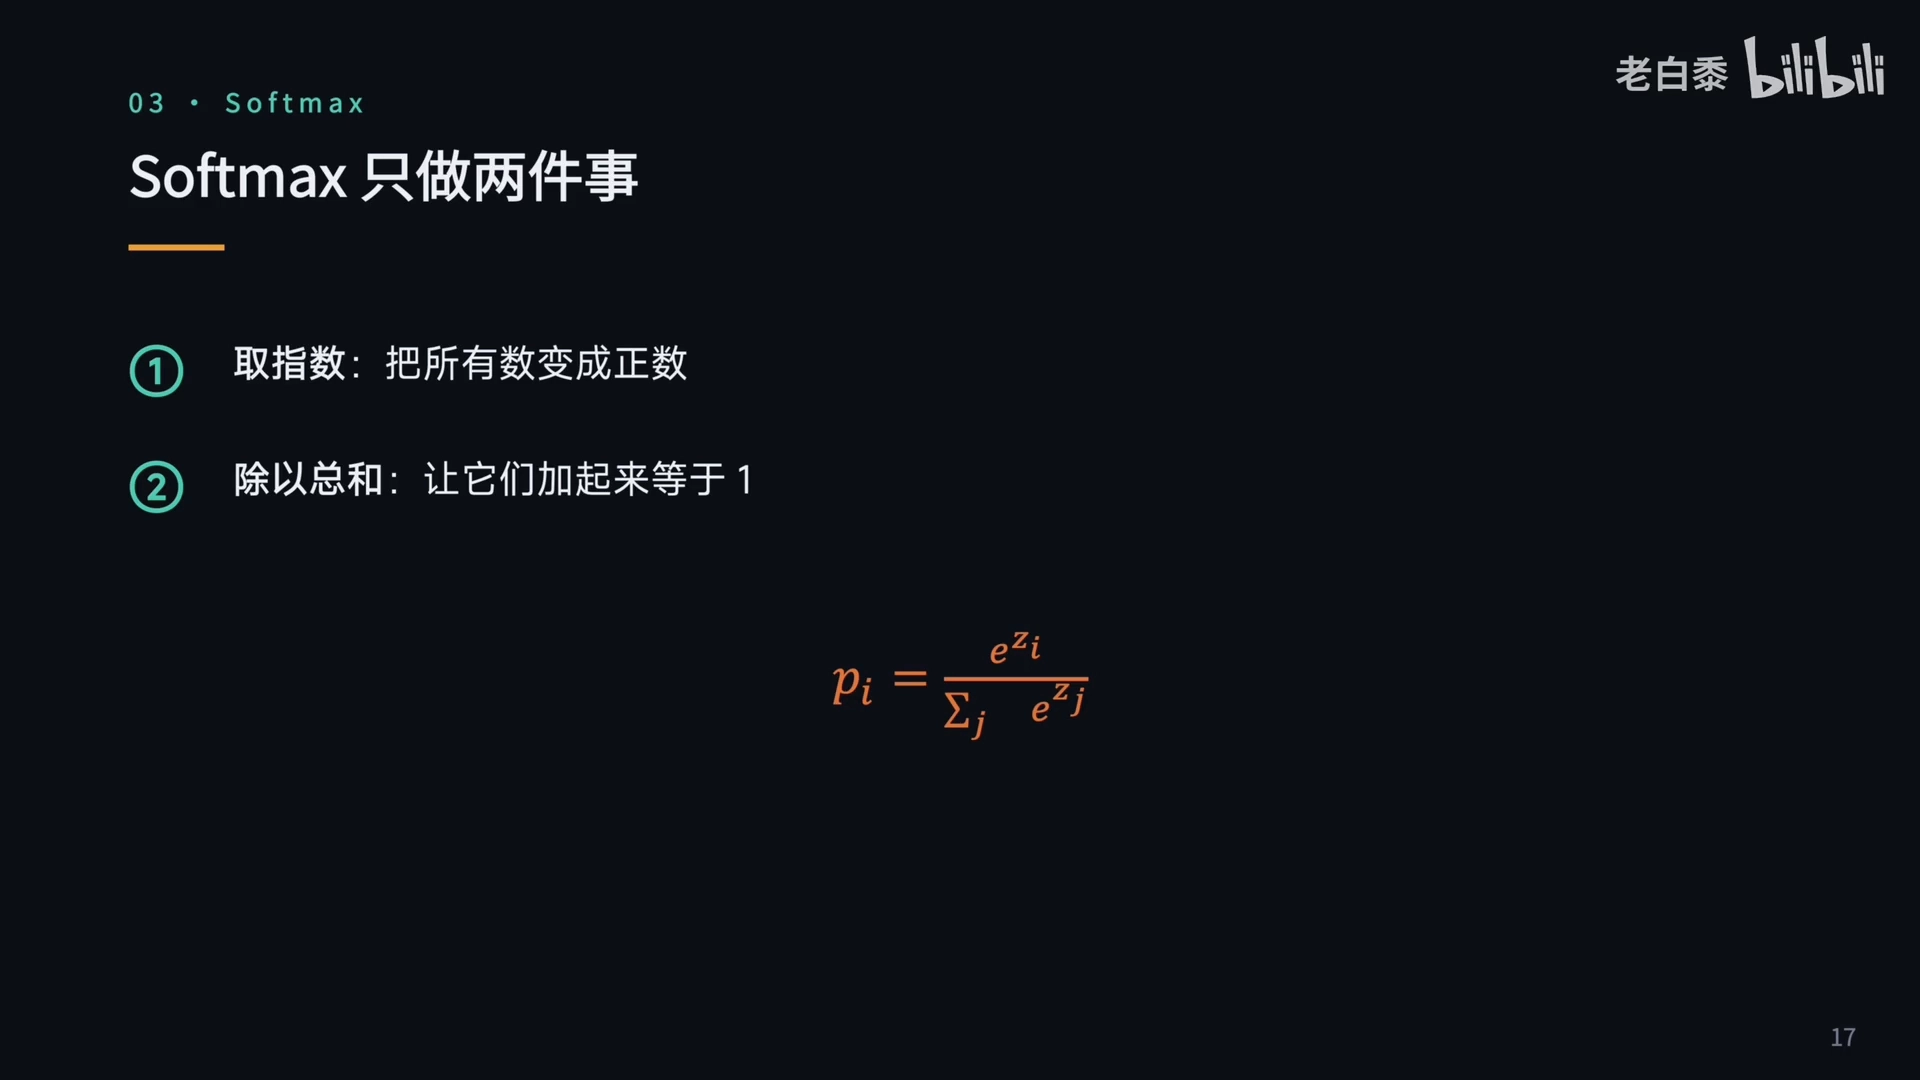 老白黍 bilibili
03 · Softmax
Softmax 只做两件事
① 取指数：把所有数变成正数
② 除以总和：让它们加起来等于 1
p_i = e^{z_i} / Σ_j e^{z_j}
17